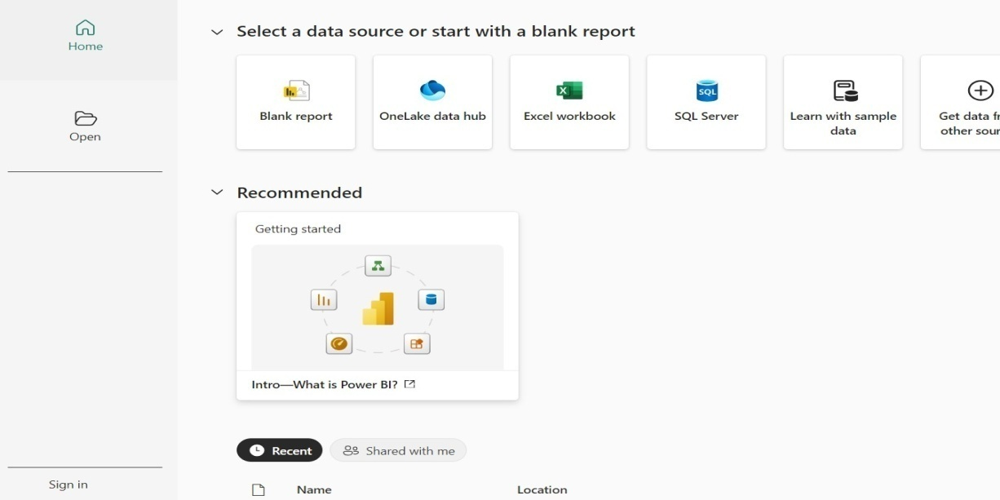 Home
Open
Sign in
Select a data source or start with a blank report
Blank report
OneLake data hub
Excel workbook
SQL
SQL Server
Learn with sample
data
Get data
other
Recommended
Getting started
Intro—What is Power BI?
Recent
Shared with me
Name
Location